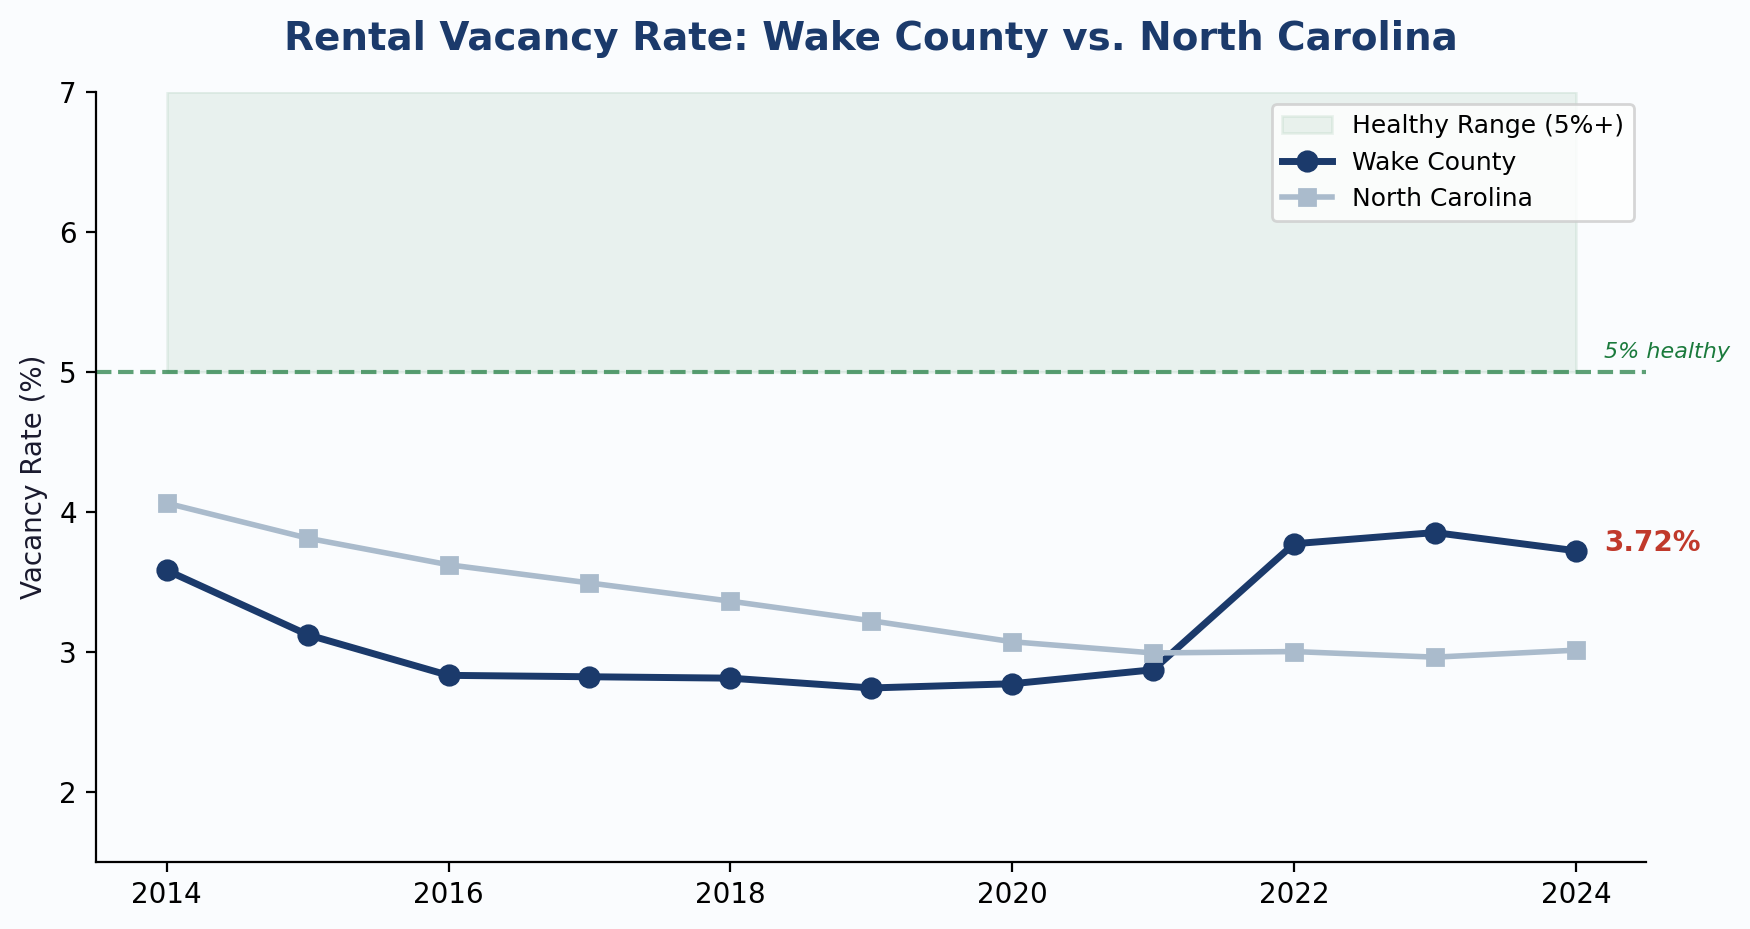 Rental Vacancy Rate: Wake County vs. North Carolina
7
6
5
4
3
2
Vacancy Rate (%)
Healthy Range (5%+)
Wake County
North Carolina
5% healthy
3.72%
2014 2016 2018 2020 2022 2024